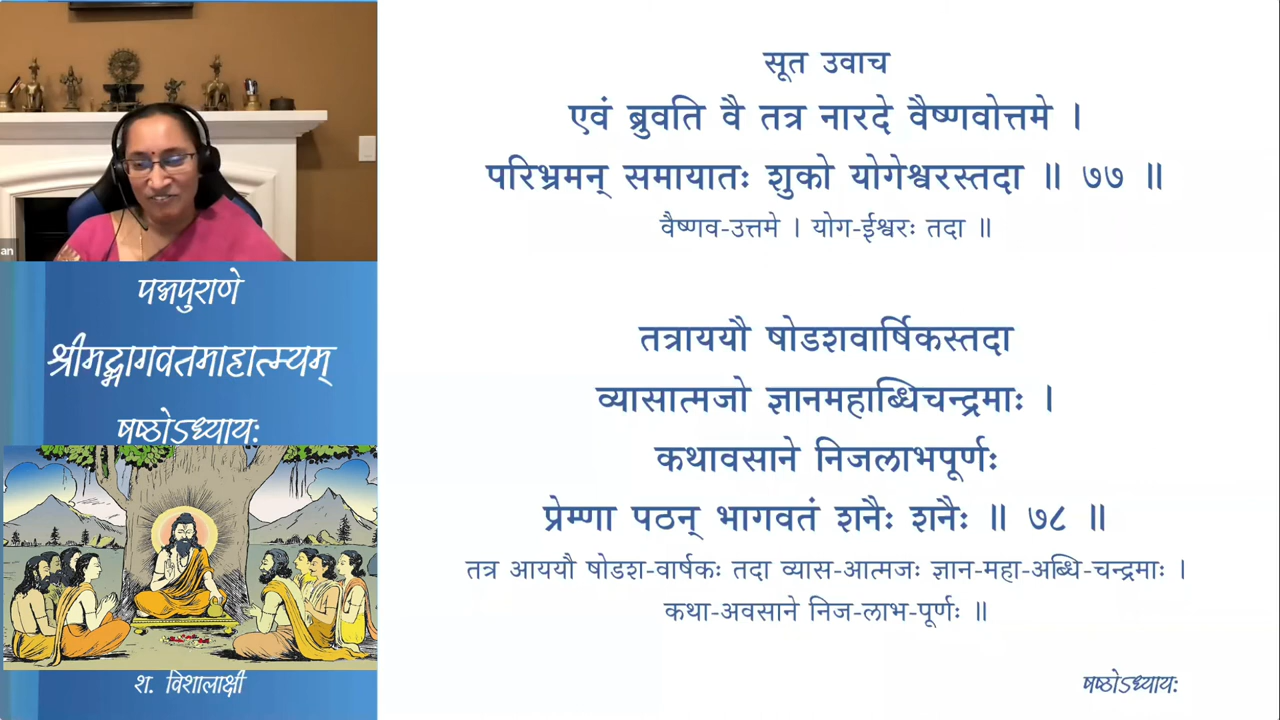 an
पद्मपुराणे
श्रीमद्भागवतमाहात्म्यम्
षष्ठोऽध्यायः
श. विशालाक्षी
सूत उवाच
एवं ब्रुवति वै तत्र नारदे वैष्णवोत्तमे ।
परिभ्रमन् समायातः शुको योगेश्वरस्तदा ॥ ७७ ॥
वैष्णव-उत्तमे । योग-ईश्वरः तदा ॥
तत्राययौ षोडशवार्षिकस्तदा
व्यासात्मजो ज्ञानमहाब्धिचन्द्रमाः ।
कथावसाने निजलाभपूर्णः
प्रेम्णा पठन् भागवतं शनैः शनैः ॥ ७८ ॥
तत्र आययौ षोडश-वार्षकः तदा व्यास-आत्मजः ज्ञान-महा-अब्धि-चन्द्रमाः ।
कथा-अवसाने निज-लाभ-पूर्णः ॥
षष्ठोऽध्यायः